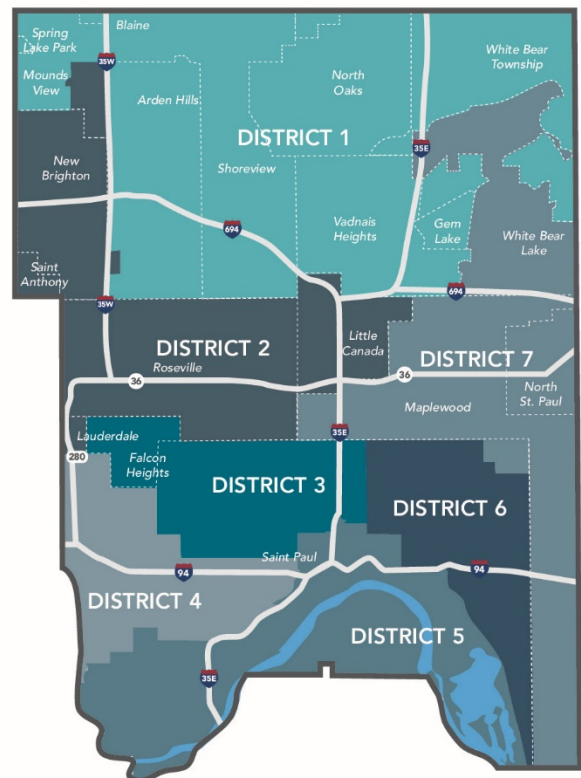 Blaine
Spring
Lake Park
Mounds
View
35W
Arden Hills
North
Oaks
White Bear
Township
DISTRICT 1
35E
New
Brighton
Shoreview
Vadnais
Heights
Gem
Lake
694
White Bear
Lake
Saint
Anthony
35W
694
Little
Canada
DISTRICT 2
Roseville
DISTRICT 7
36
36
North
St. Paul
Maplewood
Lauderdale
35E
280
Falcon
Heights
DISTRICT 3
DISTRICT 6
Saint Paul
94
94
DISTRICT 4
DISTRICT 5
35E